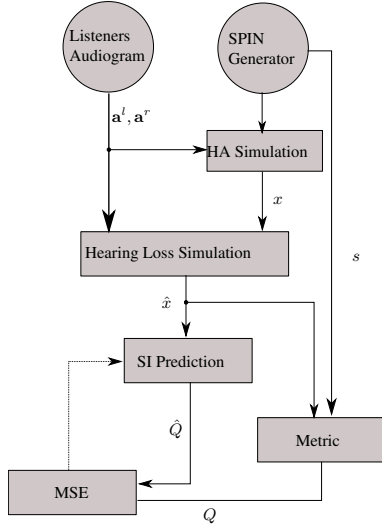 Listeners
Audiogram
SPIN
Generator
𝐚^l, 𝐚^r
HA Simulation
x
Hearing Loss Simulation
s
x̂
SI Prediction
Q̂
Metric
MSE
Q